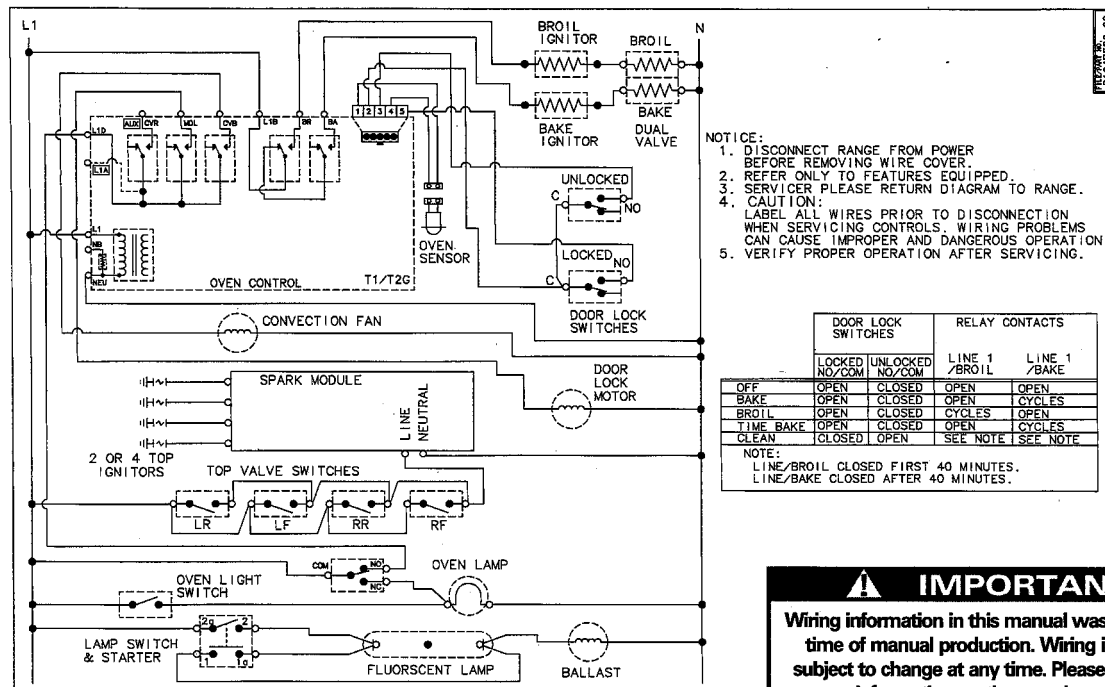 L1
BROIL
IGNITOR
BROIL
N
BAKE
IGNITOR
BAKE
DUAL
VALVE
AUX CVR MDL CVB L1B BR BA
1 2 3 4 5
L1D
L1A
L1
NB
NEU
OVEN CONTROL
T1/T2G
OVEN
SENSOR
UNLOCKED
C
NO
LOCKED
NO
C
DOOR LOCK
SWITCHES
NOTICE:
1. DISCONNECT RANGE FROM POWER
BEFORE REMOVING WIRE COVER.
2. REFER ONLY TO FEATURES EQUIPPED.
3. SERVICER PLEASE RETURN DIAGRAM TO RANGE.
4. CAUTION:
LABEL ALL WIRES PRIOR TO DISCONNECTION
WHEN SERVICING CONTROLS. WIRING PROBLEMS
CAN CAUSE IMPROPER AND DANGEROUS OPERATION
5. VERIFY PROPER OPERATION AFTER SERVICING.
CONVECTION FAN
SPARK MODULE
LINE
NEUTRAL
DOOR
LOCK
MOTOR
2 OR 4 TOP
IGNITORS
TOP VALVE SWITCHES
LR LF RR RF
COM
NO
NC
OVEN LAMP
OVEN LIGHT
SWITCH
LAMP SWITCH
& STARTER
2a 2
1 1a
FLUORSCENT LAMP
BALLAST
DOOR LOCK
SWITCHES
RELAY CONTACTS
LOCKED
NO/COM
UNLOCKED
NO/COM
LINE 1
/BROIL
LINE 1
/BAKE
OFF OPEN CLOSED OPEN OPEN
BAKE OPEN CLOSED OPEN CYCLES
BROIL OPEN CLOSED CYCLES OPEN
TIME BAKE OPEN CLOSED OPEN CYCLES
CLEAN CLOSED OPEN SEE NOTE SEE NOTE
NOTE:
LINE/BROIL CLOSED FIRST 40 MINUTES.
LINE/BAKE CLOSED AFTER 40 MINUTES.
IMPORTAN
Wiring information in this manual was
time of manual production. Wiring i
subject to change at any time. Please